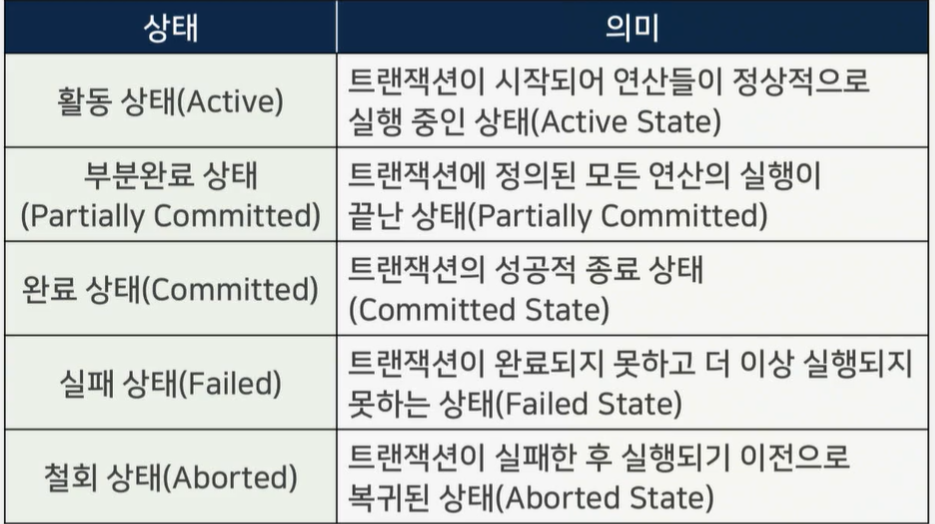 상태 의미
활동 상태(Active)
트랜잭션이 시작되어 연산들이 정상적으로
실행 중인 상태(Active State)
부분완료 상태
(Partially Committed)
트랜잭션에 정의된 모든 연산의 실행이
끝난 상태(Partially Committed)
완료 상태(Committed)
트랜잭션의 성공적 종료 상태
(Committed State)
실패 상태(Failed)
트랜잭션이 완료되지 못하고 더 이상 실행되지
못하는 상태(Failed State)
철회 상태(Aborted)
트랜잭션이 실패한 후 실행되기 이전으로
복귀된 상태(Aborted State)